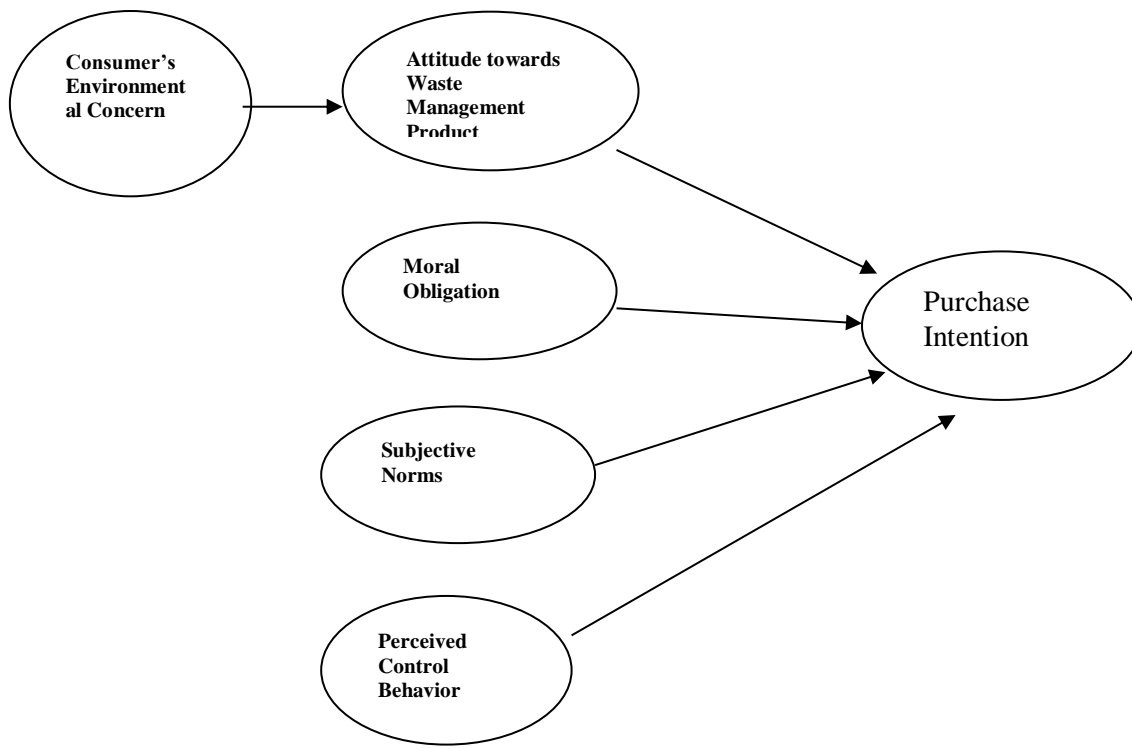 Consumer’s
Environment
al Concern
Attitude towards
Waste
Management
Product
Moral
Obligation
Purchase
Intention
Subjective
Norms
Perceived
Control
Behavior